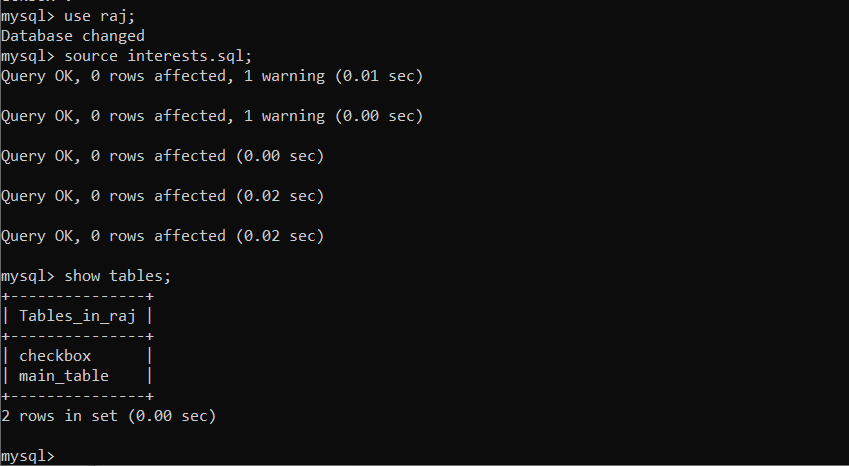 mysql> use raj;
Database changed
mysql> source interests.sql;
Query OK, 0 rows affected, 1 warning (0.01 sec)
Query OK, 0 rows affected, 1 warning (0.00 sec)
Query OK, 0 rows affected (0.00 sec)
Query OK, 0 rows affected (0.02 sec)
Query OK, 0 rows affected (0.02 sec)
mysql> show tables;
+---------------+
| Tables_in_raj |
+---------------+
| checkbox      |
| main_table    |
+---------------+
2 rows in set (0.00 sec)
mysql>